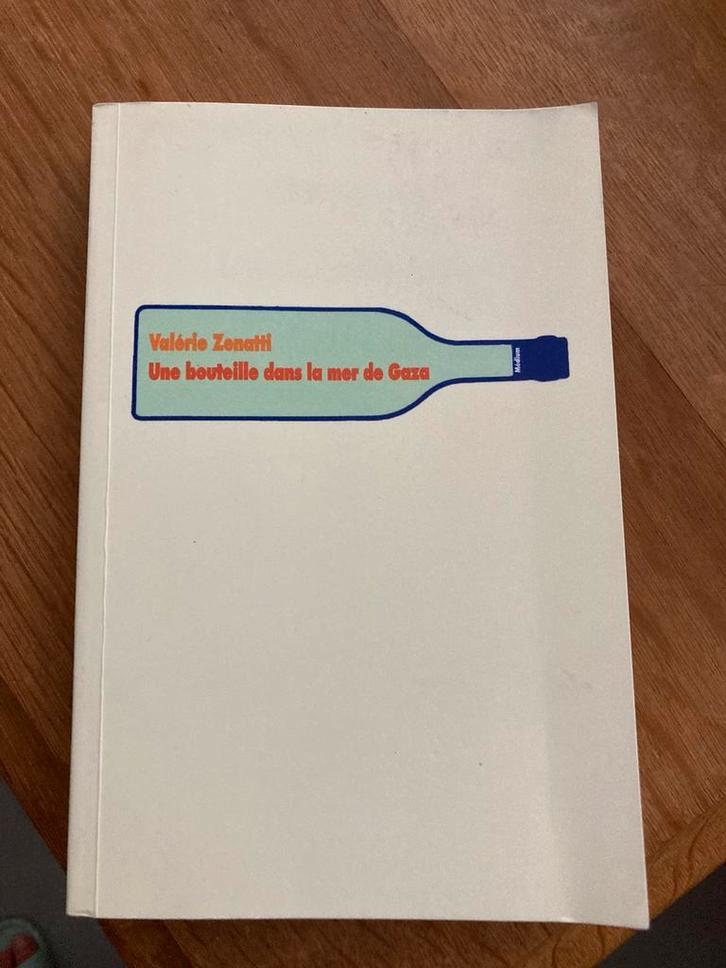 Valérie Zenatti
Une bouteille dans la mer de Gaza
Médium